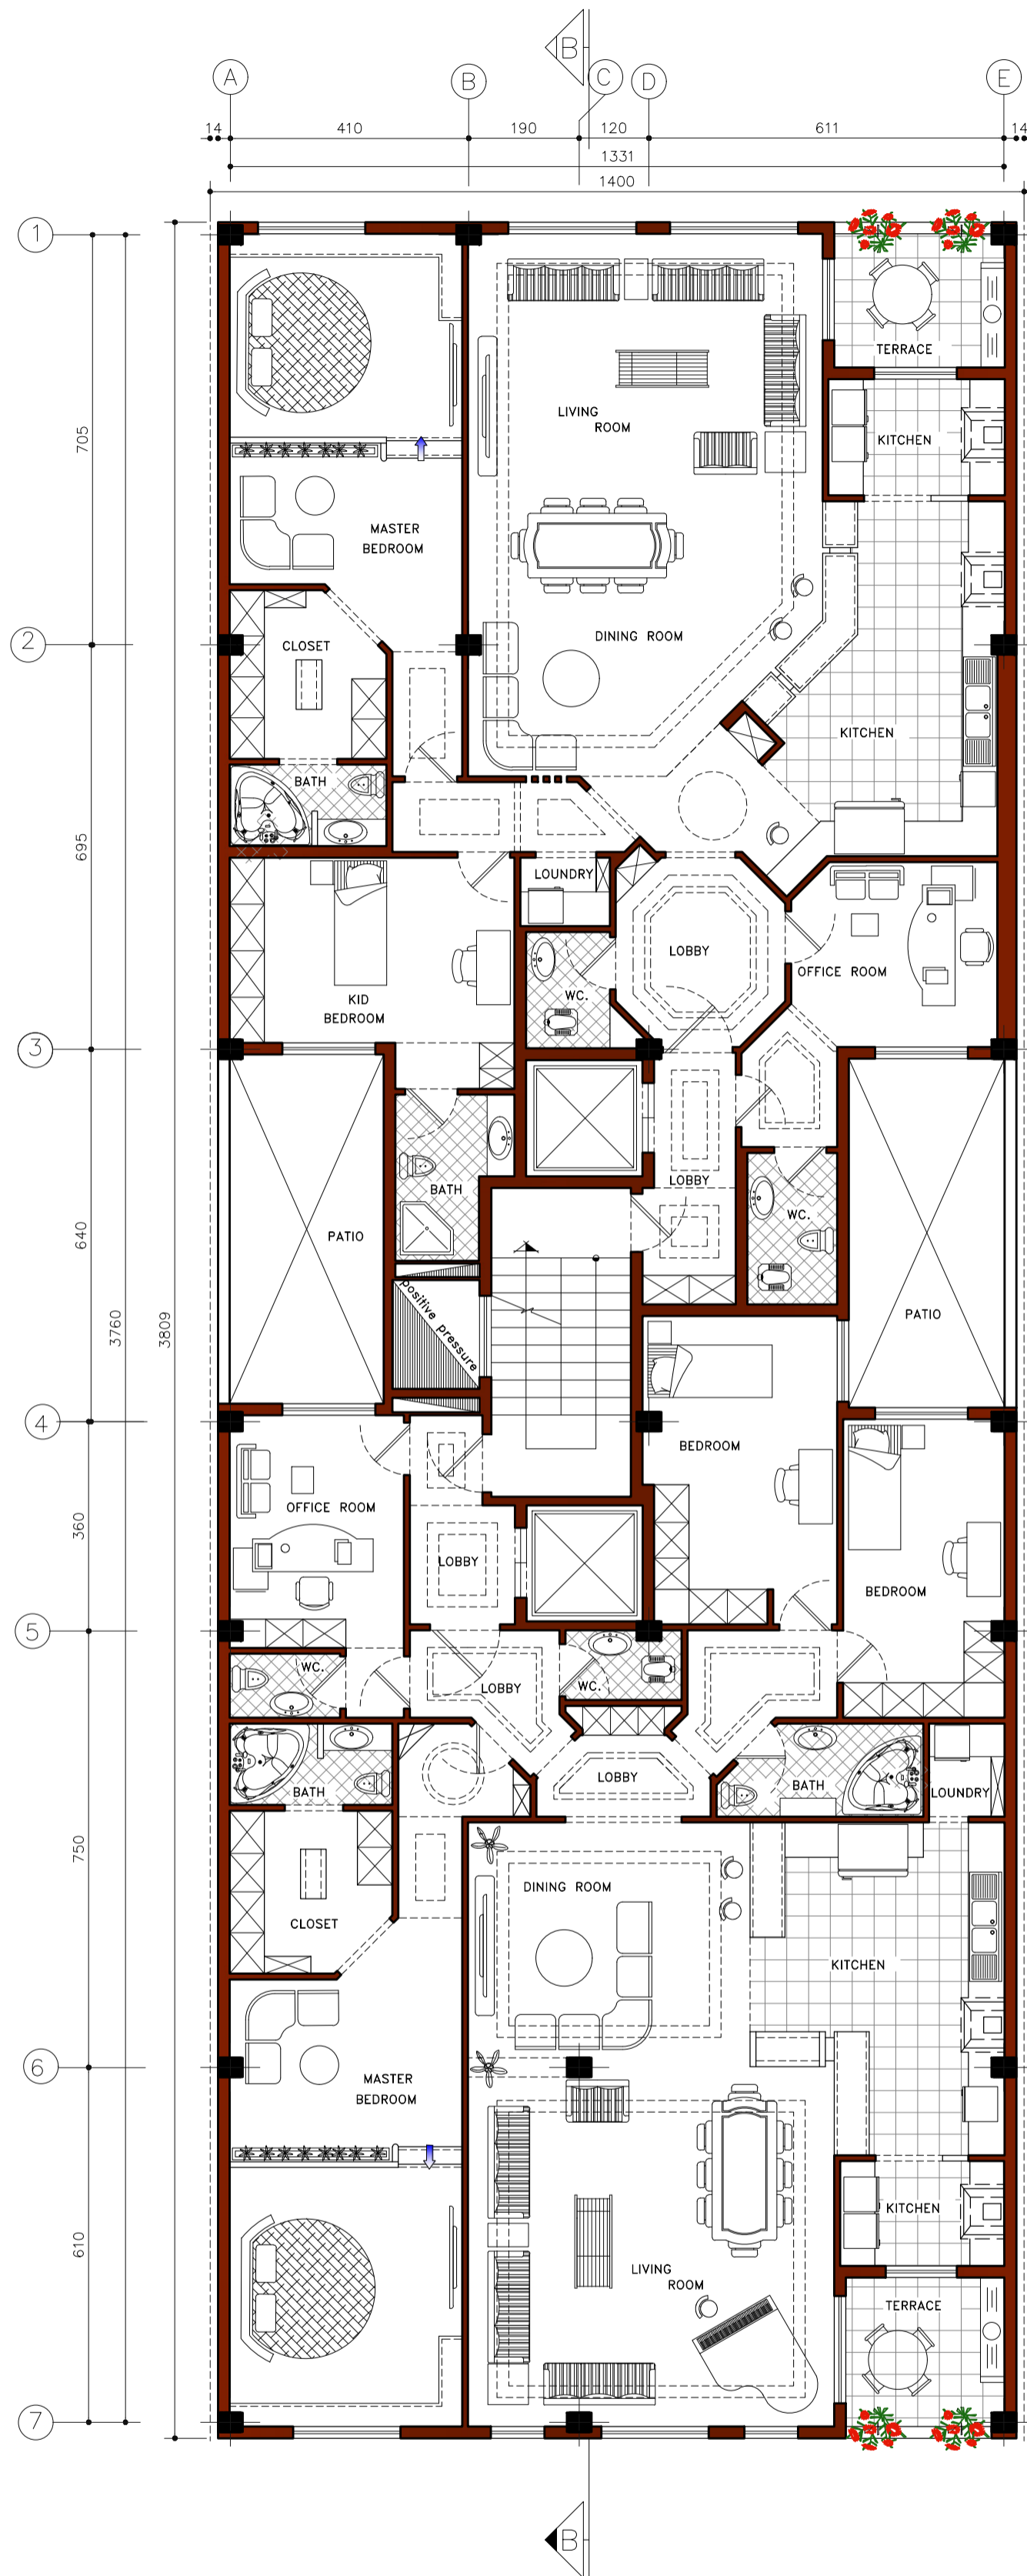 B
A
B
C
D
E
14
410
190
120
611
14
1331
1400
1
TERRACE
LIVING
ROOM
KITCHEN
705
MASTER
BEDROOM
DINING ROOM
2
CLOSET
KITCHEN
BATH
695
LOUNDRY
LOBBY
OFFICE ROOM
WC.
KID
BEDROOM
3
LOBBY
BATH
WC.
PATIO
640
positive pressure
PATIO
3760
3809
4
BEDROOM
OFFICE ROOM
360
LOBBY
BEDROOM
5
WC.
LOBBY
WC.
LOBBY
BATH
BATH
LOUNDRY
750
DINING ROOM
CLOSET
KITCHEN
6
MASTER
BEDROOM
KITCHEN
610
LIVING
ROOM
TERRACE
7
B